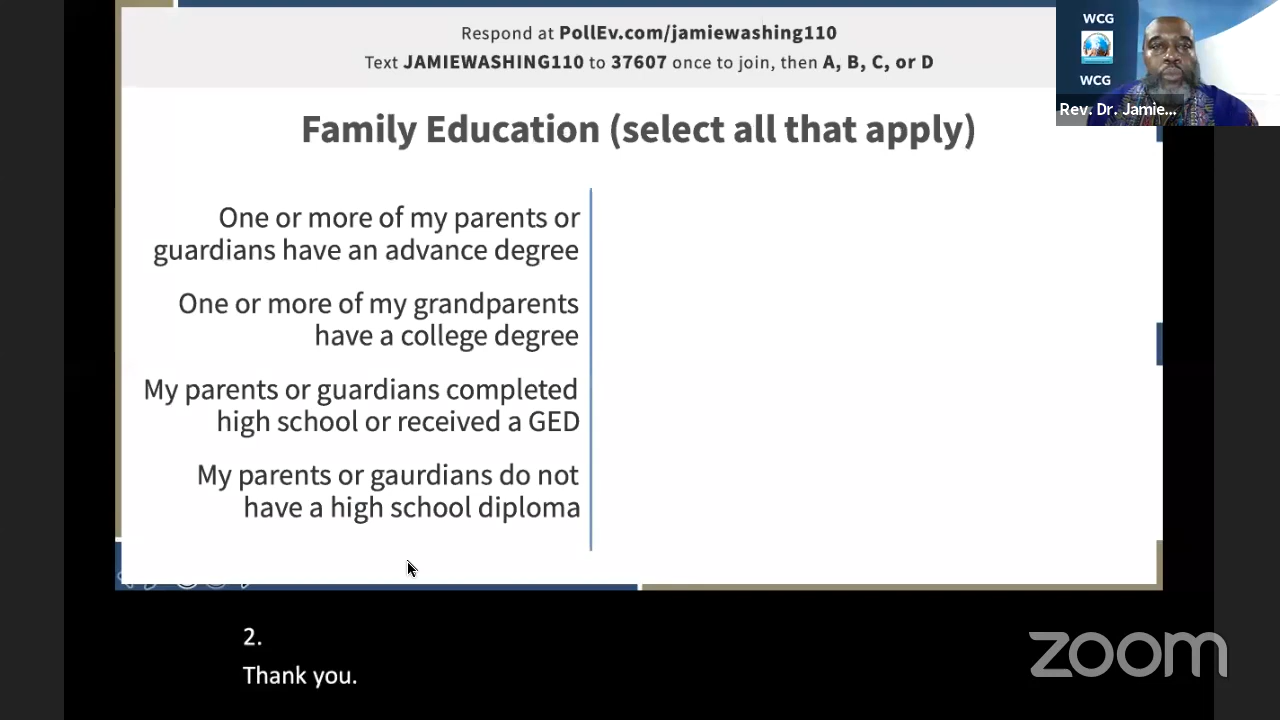 Respond at PollEv.com/jamiewashing110
Text JAMIEWASHING110 to 37607 once to join, then A, B, C, or D
WCG
WCG
Rev. Dr. Jamie...
Family Education (select all that apply)
One or more of my parents or
guardians have an advance degree
One or more of my grandparents
have a college degree
My parents or guardians completed
high school or received a GED
My parents or gaurdians do not
have a high school diploma
2.
Thank you.
zoom